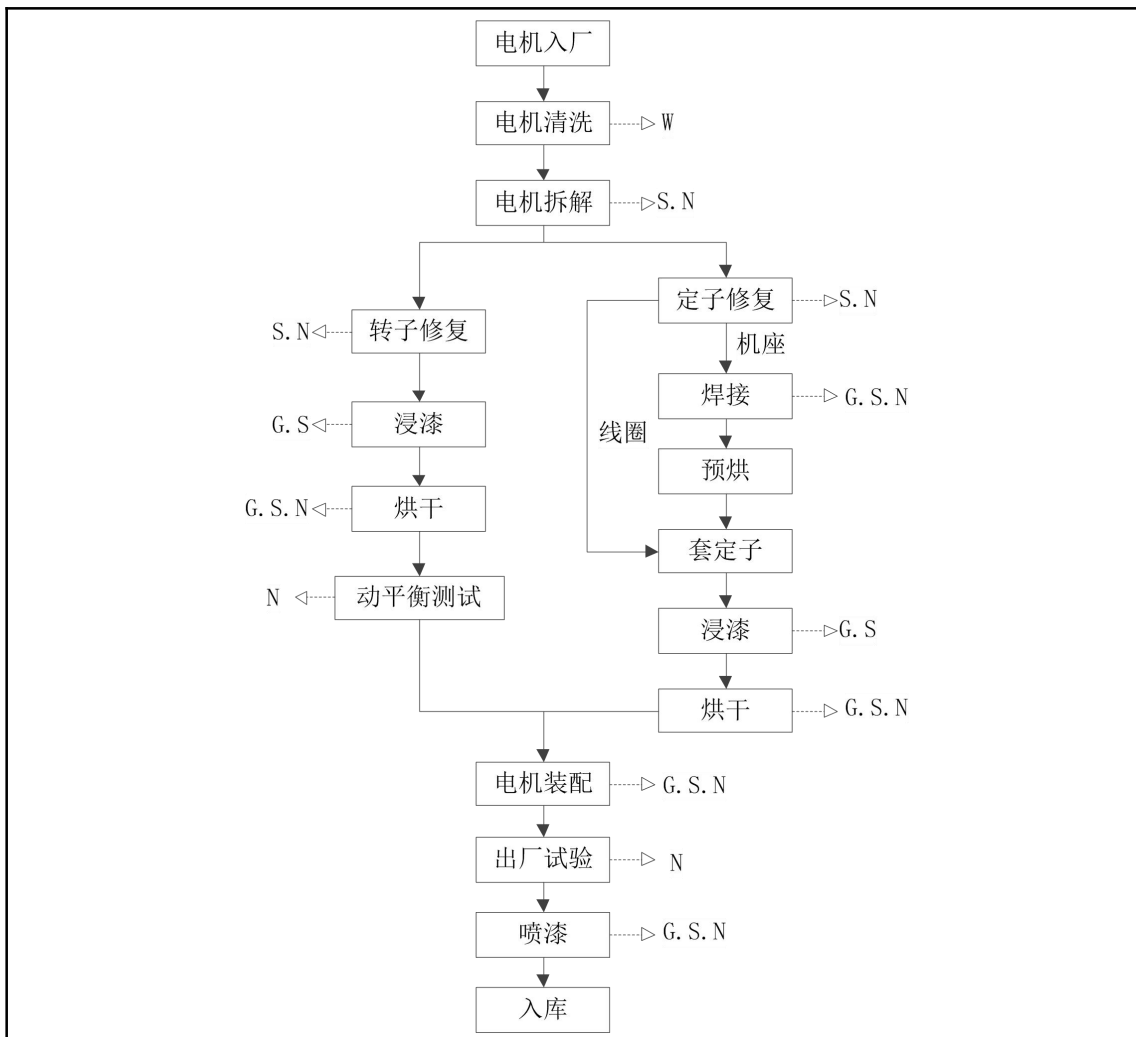 电机入厂
电机清洗
W
电机拆解
S.N
定子修复
S.N
S.N
转子修复
机座
焊接
G.S.N
G.S
浸漆
线圈
预烘
G.S.N
烘干
套定子
N
动平衡测试
浸漆
G.S
烘干
G.S.N
电机装配
G.S.N
出厂试验
N
喷漆
G.S.N
入库